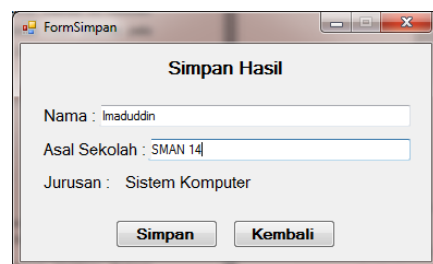 FormSimpan
Simpan Hasil
Nama : Imaduddin
Asal Sekolah : SMAN 14
Jurusan : Sistem Komputer
Simpan Kembali